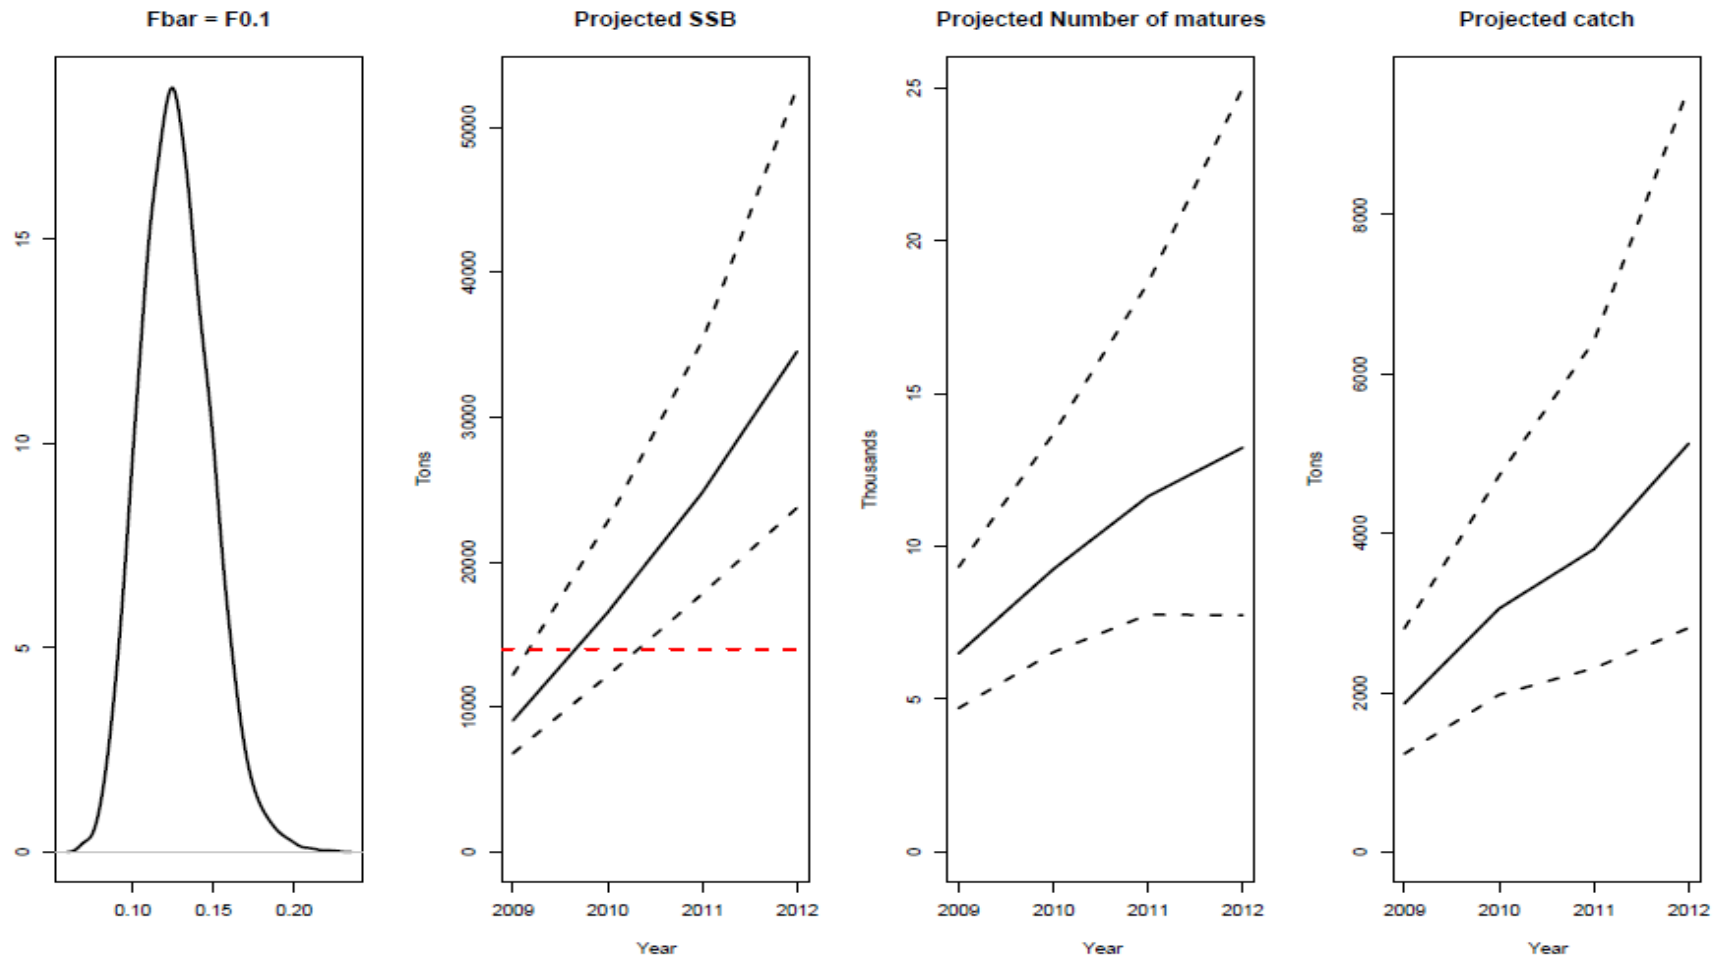 Fbar = F0.1
15
10
5
0
0.10 0.15 0.20
Projected SSB
Tons
50000
40000
30000
20000
10000
0
2009 2010 2011 2012
Year
Projected Number of matures
Thousands
25
20
15
10
5
0
2009 2010 2011 2012
Year
Projected catch
Tons
8000
6000
4000
2000
0
2009 2010 2011 2012
Year